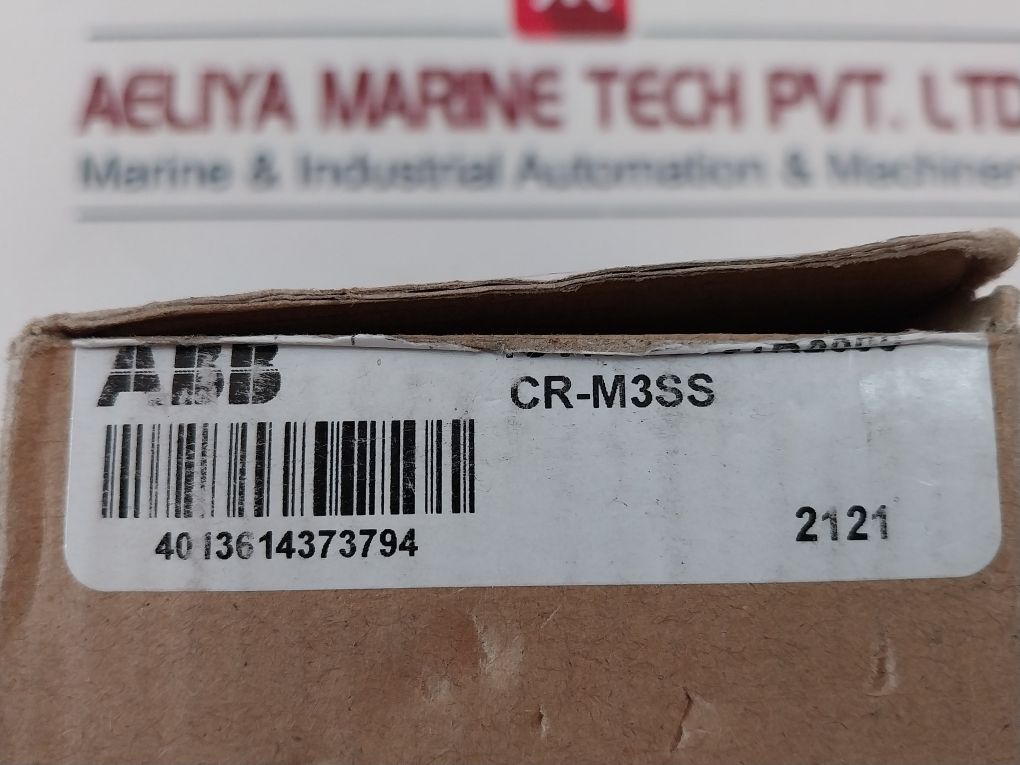 AELIYA MARINE TECH PVT. LTD
Marine & Industrial Automation & Machiner
ABB
CR-M3SS
4013614373794
2121